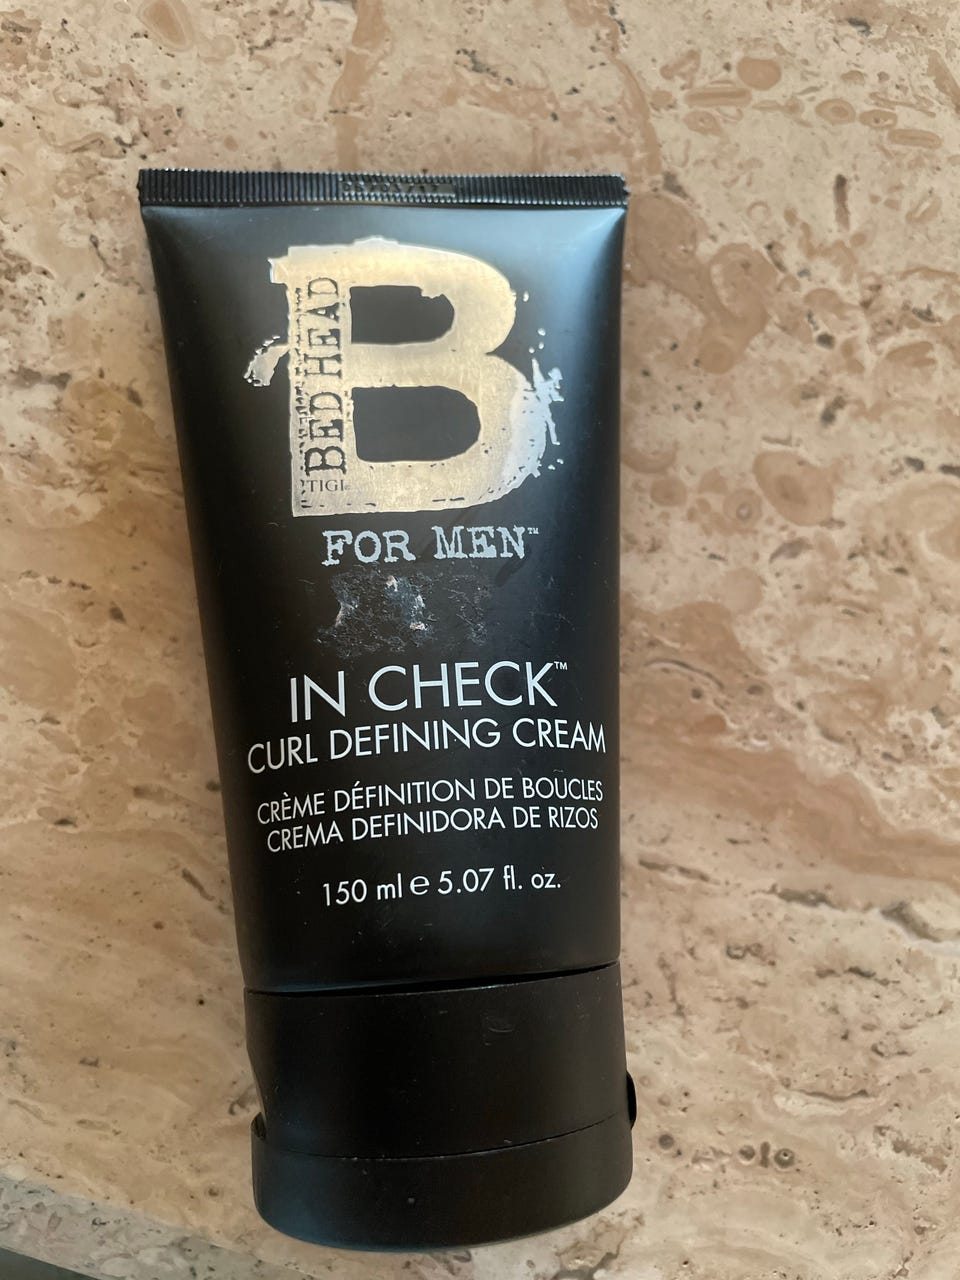 BED HEAD
TIGI
B
FOR MEN™
IN CHECK™
CURL DEFINING CREAM
CRÈME DÉFINITION DE BOUCLES
CREMA DEFINIDORA DE RIZOS
150 ml e 5.07 fl. oz.